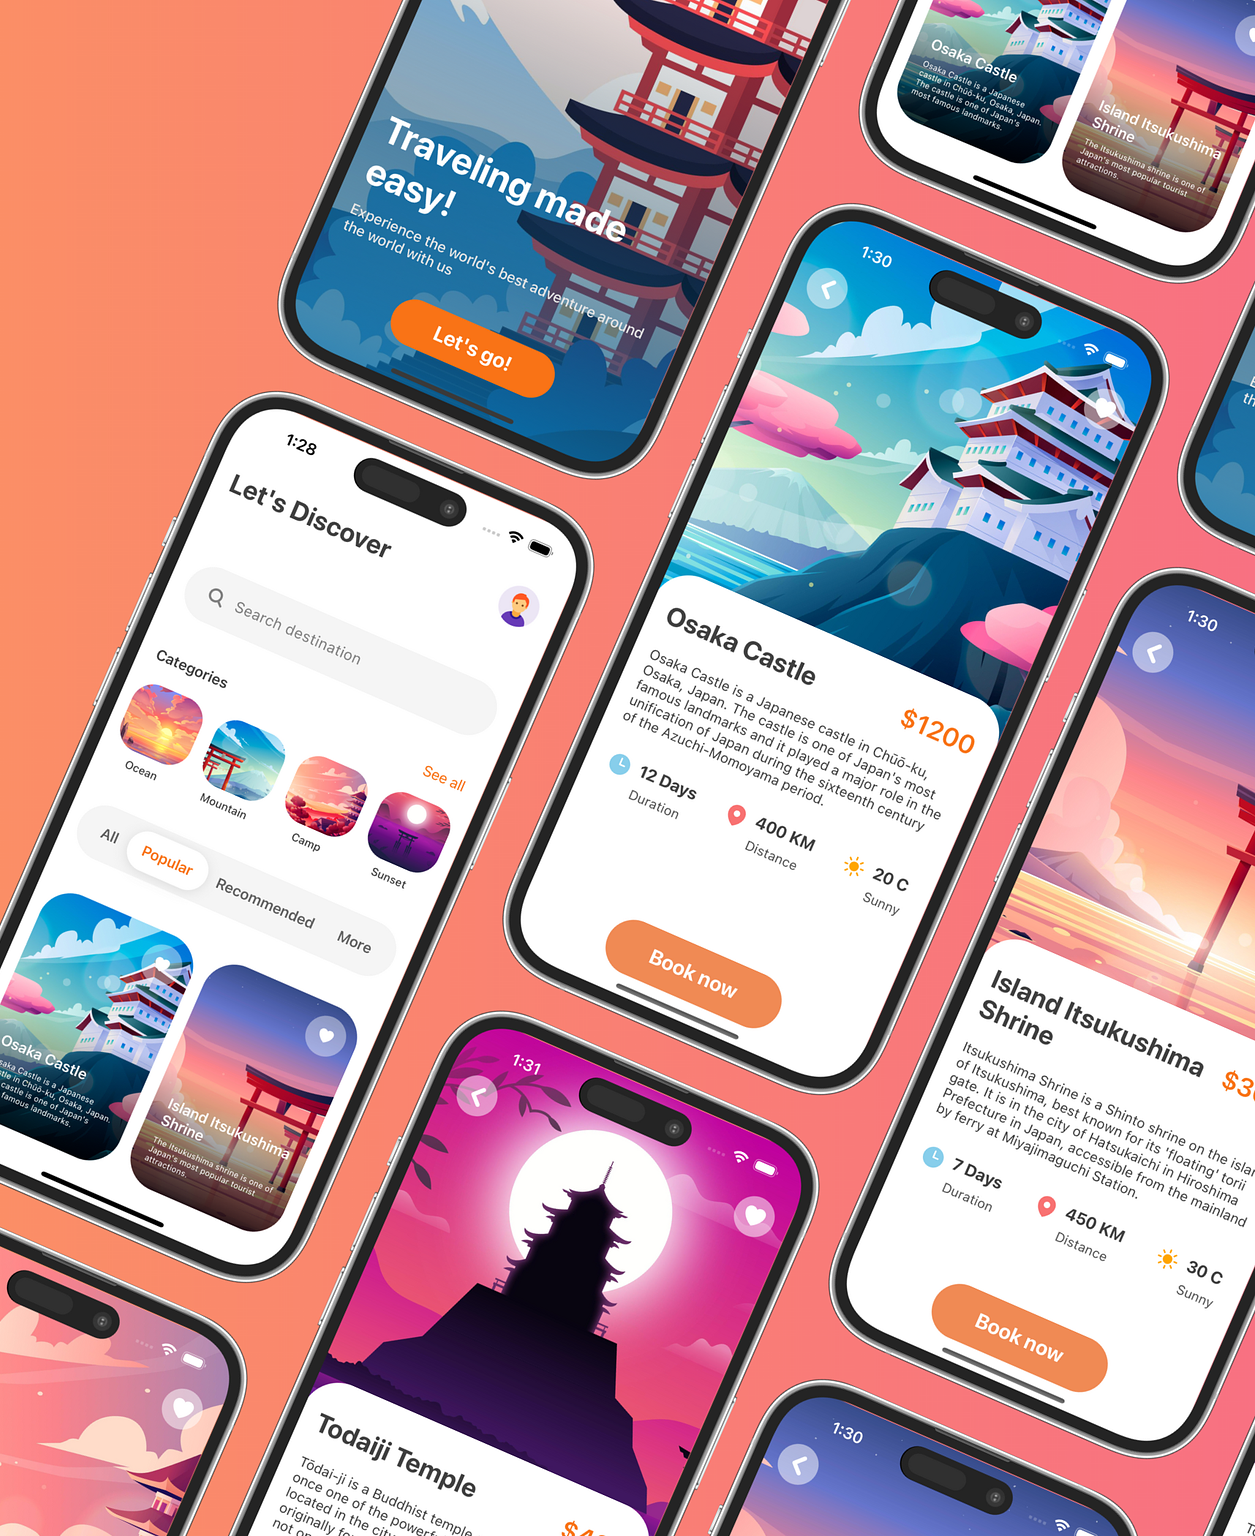 Traveling made
easy!
Experience the world's best adventure around
the world with us
Let's go!
Osaka Castle
Osaka Castle is a Japanese
castle in Chūō-ku, Osaka, Japan.
The castle is one of Japan's
most famous landmarks.
Island Itsukushima
Shrine
The Itsukushima shrine is one of
Japan's most popular tourist
attractions.
1:28
Let's Discover
Search destination
Categories
See all
Ocean
Mountain
Camp
Sunset
All
Popular
Recommended
More
Osaka Castle
saka Castle is a Japanese
tle in Chūō-ku, Osaka, Japan.
castle is one of Japan's
famous landmarks.
Island Itsukushima
Shrine
The Itsukushima shrine is one of
Japan's most popular tourist
attractions.
1:30
Osaka Castle
$1200
Osaka Castle is a Japanese castle in Chūō-ku,
Osaka, Japan. The castle is one of Japan's most
famous landmarks and it played a major role in the
unification of Japan during the sixteenth century
of the Azuchi-Momoyama period.
12 Days
Duration
400 KM
Distance
20 C
Sunny
Book now
1:30
Island Itsukushima
Shrine
$3
Itsukushima Shrine is a Shinto shrine on the islan
of Itsukushima, best known for its 'floating' torii
gate. It is in the city of Hatsukaichi in Hiroshima
Prefecture in Japan, accessible from the mainland
by ferry at Miyajimaguchi Station.
7 Days
Duration
450 KM
Distance
30 C
Sunny
Book now
1:31
Todaiji Temple
$4
Tōdai-ji is a Buddhist temple
once one of the powerf
located in the city
originally fo
not on
1:30